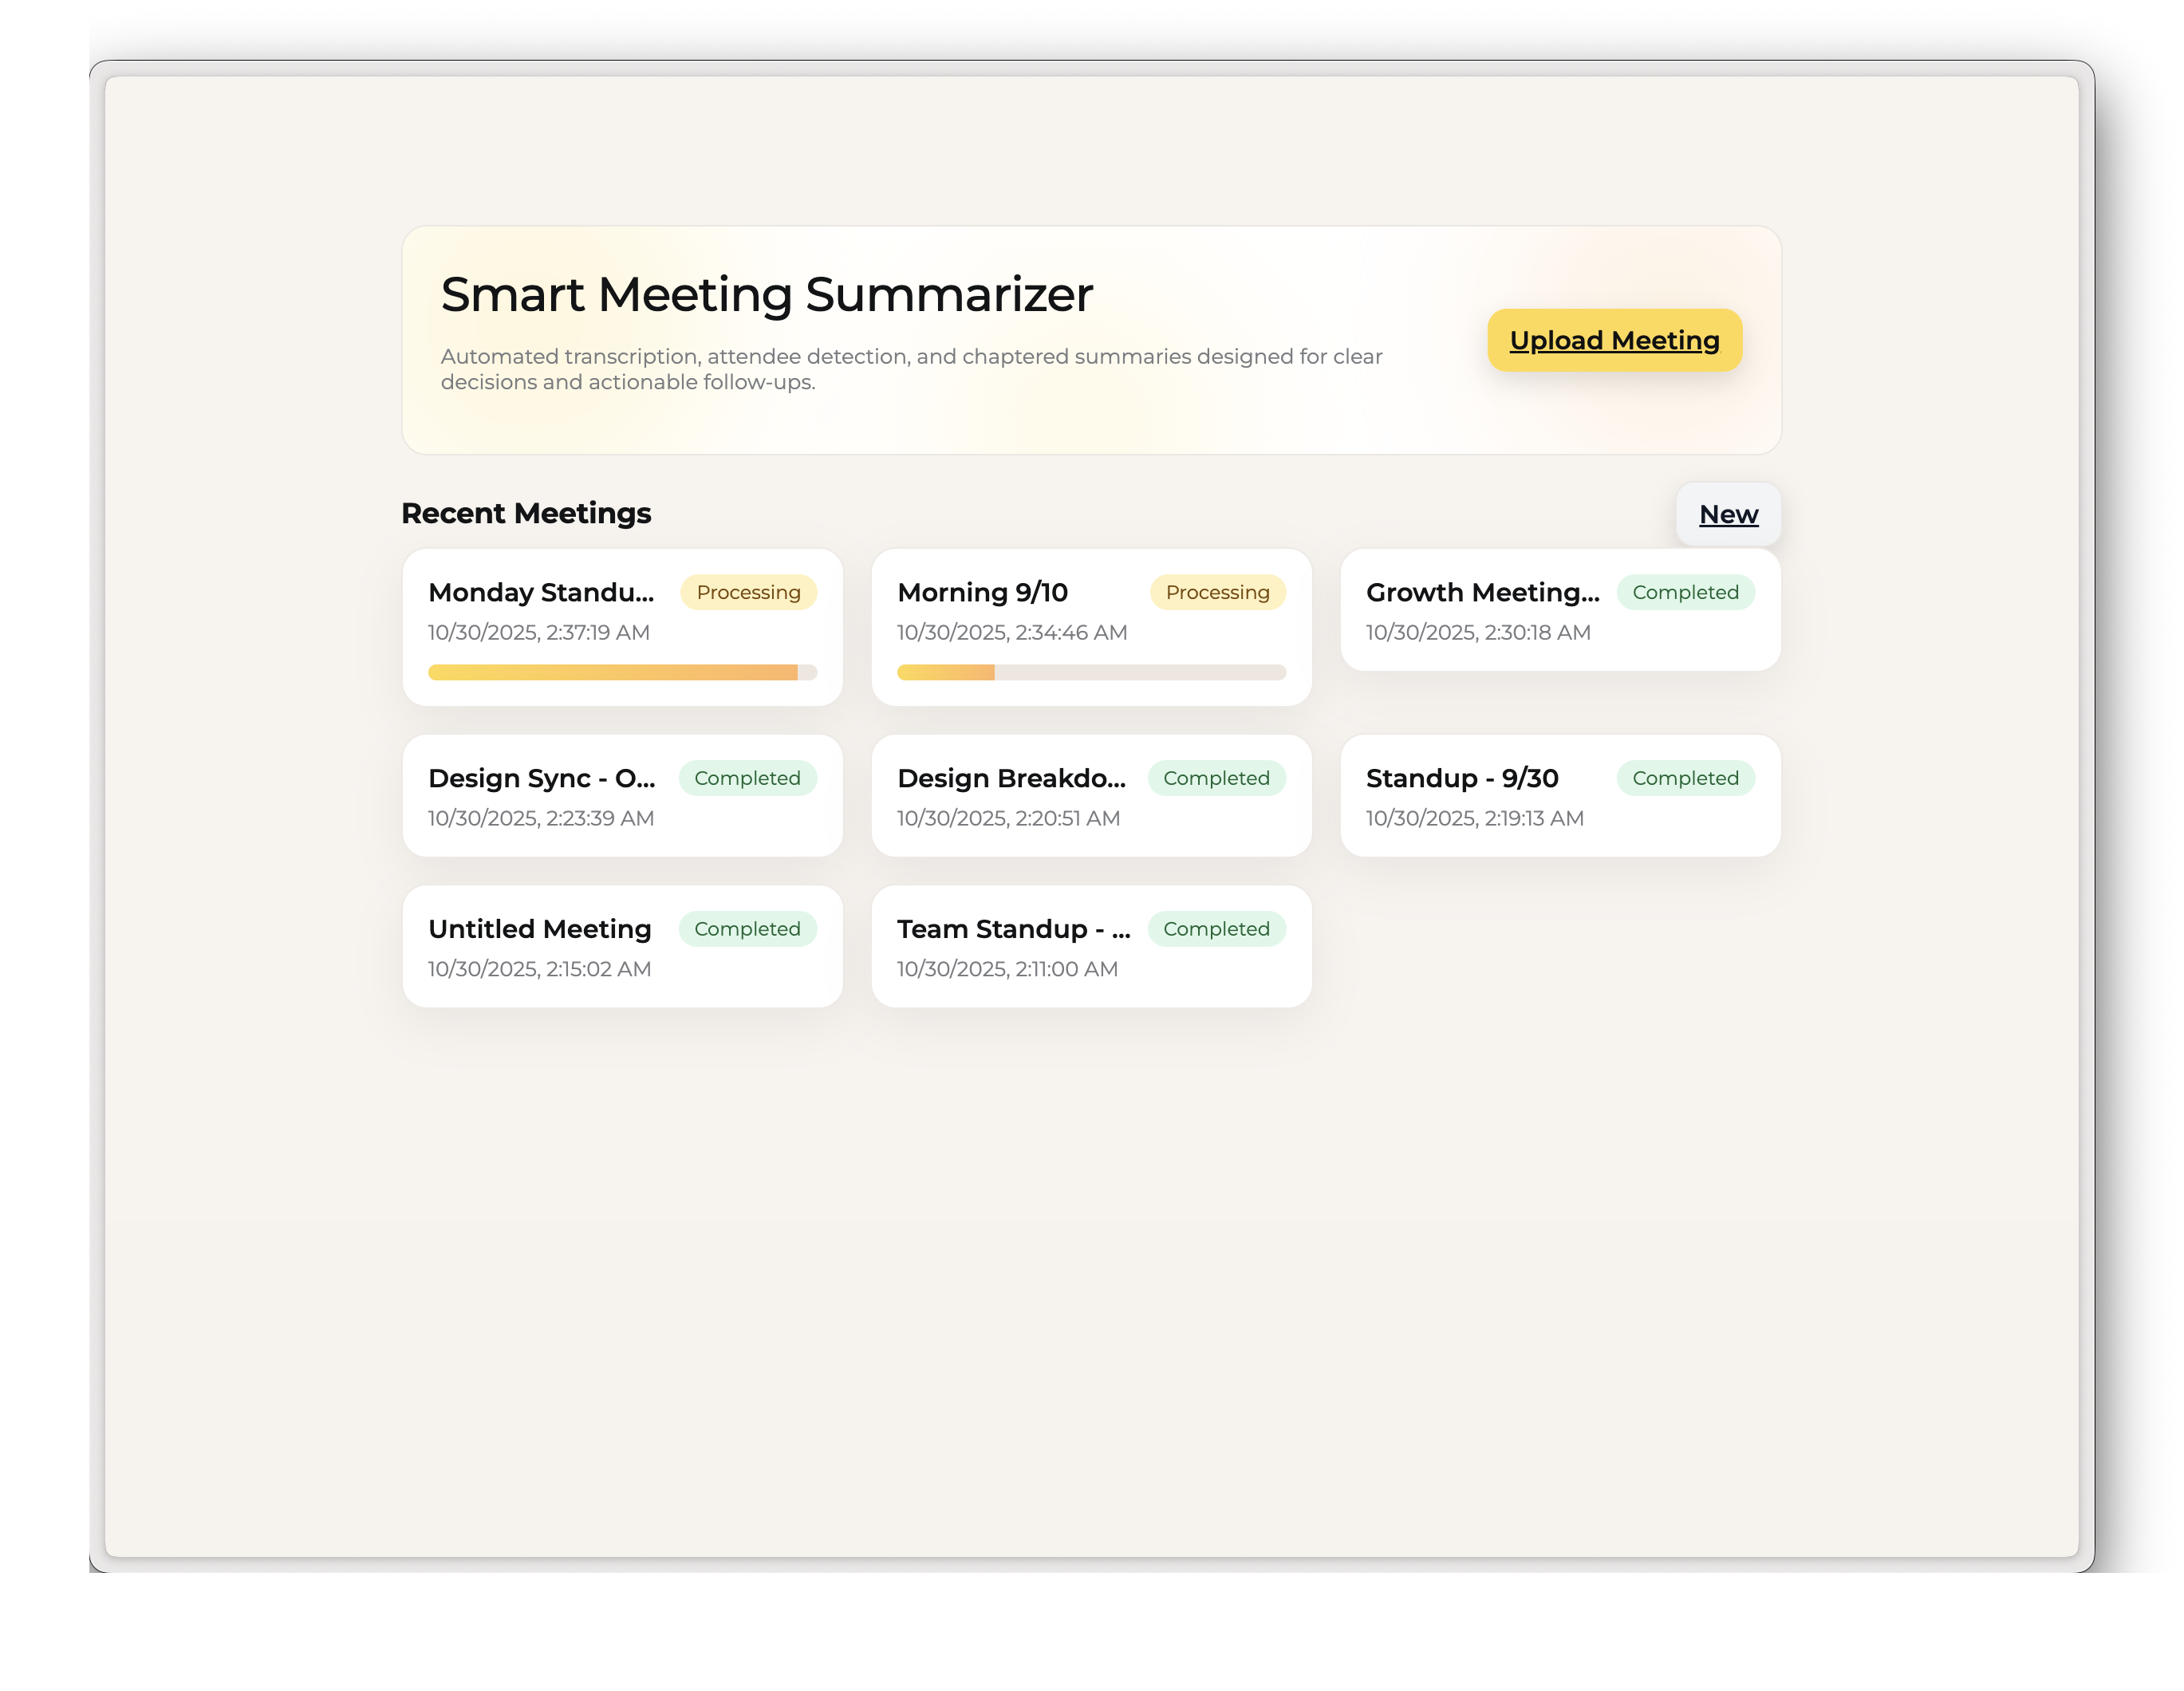 Smart Meeting Summarizer
Automated transcription, attendee detection, and chaptered summaries designed for clear
decisions and actionable follow-ups.
Upload Meeting
Recent Meetings
New
Monday Standu...
Processing
10/30/2025, 2:37:19 AM
Morning 9/10
Processing
10/30/2025, 2:34:46 AM
Growth Meeting...
Completed
10/30/2025, 2:30:18 AM
Design Sync - O...
Completed
10/30/2025, 2:23:39 AM
Design Breakdo...
Completed
10/30/2025, 2:20:51 AM
Standup - 9/30
Completed
10/30/2025, 2:19:13 AM
Untitled Meeting
Completed
10/30/2025, 2:15:02 AM
Team Standup - ...
Completed
10/30/2025, 2:11:00 AM